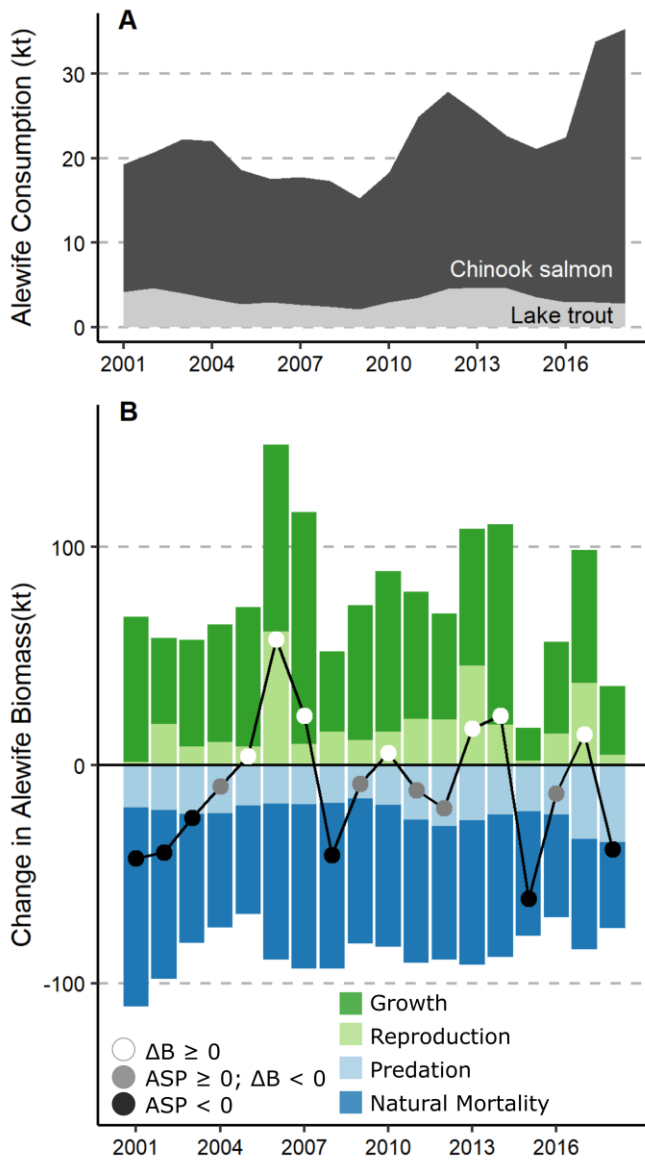 A
Alewife Consumption (kt)
30
20
10
0
Chinook salmon
Lake trout
2001 2004 2007 2010 2013 2016
B
Change in Alewife Biomass(kt)
100
0
-100
Growth
Reproduction
Predation
Natural Mortality
ΔB ≥ 0
ASP ≥ 0; ΔB < 0
ASP < 0
2001 2004 2007 2010 2013 2016